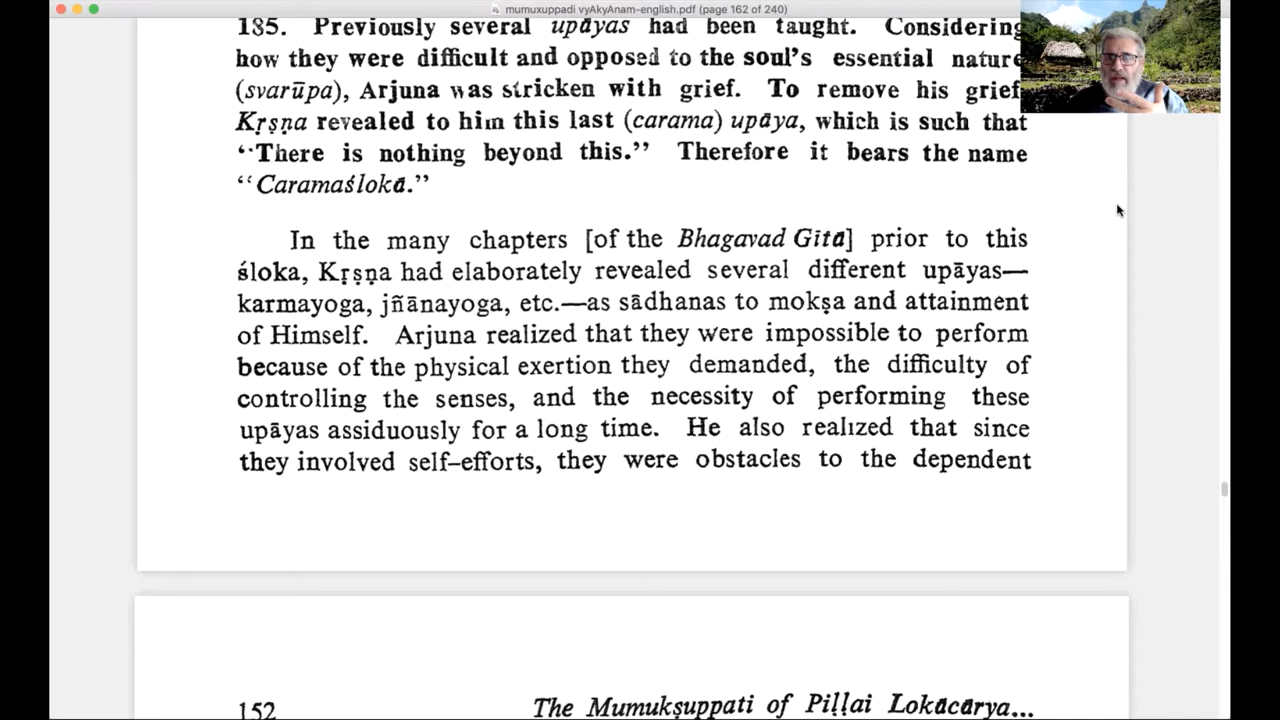 mumuxuppadi vyAkyAnam-english.pdf (page 162 of 240)
185. Previously several upāyas had been taught. Considering
how they were difficult and opposed to the soul's essential nature
(svarūpa), Arjuna was stricken with grief. To remove his grief
Kṛṣṇa revealed to him this last (carama) upāya, which is such that
"There is nothing beyond this." Therefore it bears the name
"Caramaślokā."
In the many chapters [of the Bhagavad Gītā] prior to this
śloka, Kṛṣṇa had elaborately revealed several different upāyas—
karmayoga, jñānayoga, etc.—as sādhanas to mokṣa and attainment
of Himself. Arjuna realized that they were impossible to perform
because of the physical exertion they demanded, the difficulty of
controlling the senses, and the necessity of performing these
upāyas assiduously for a long time. He also realized that since
they involved self-efforts, they were obstacles to the dependent
152 The Mumukṣuppati of Piḷḷai Lokācārya...